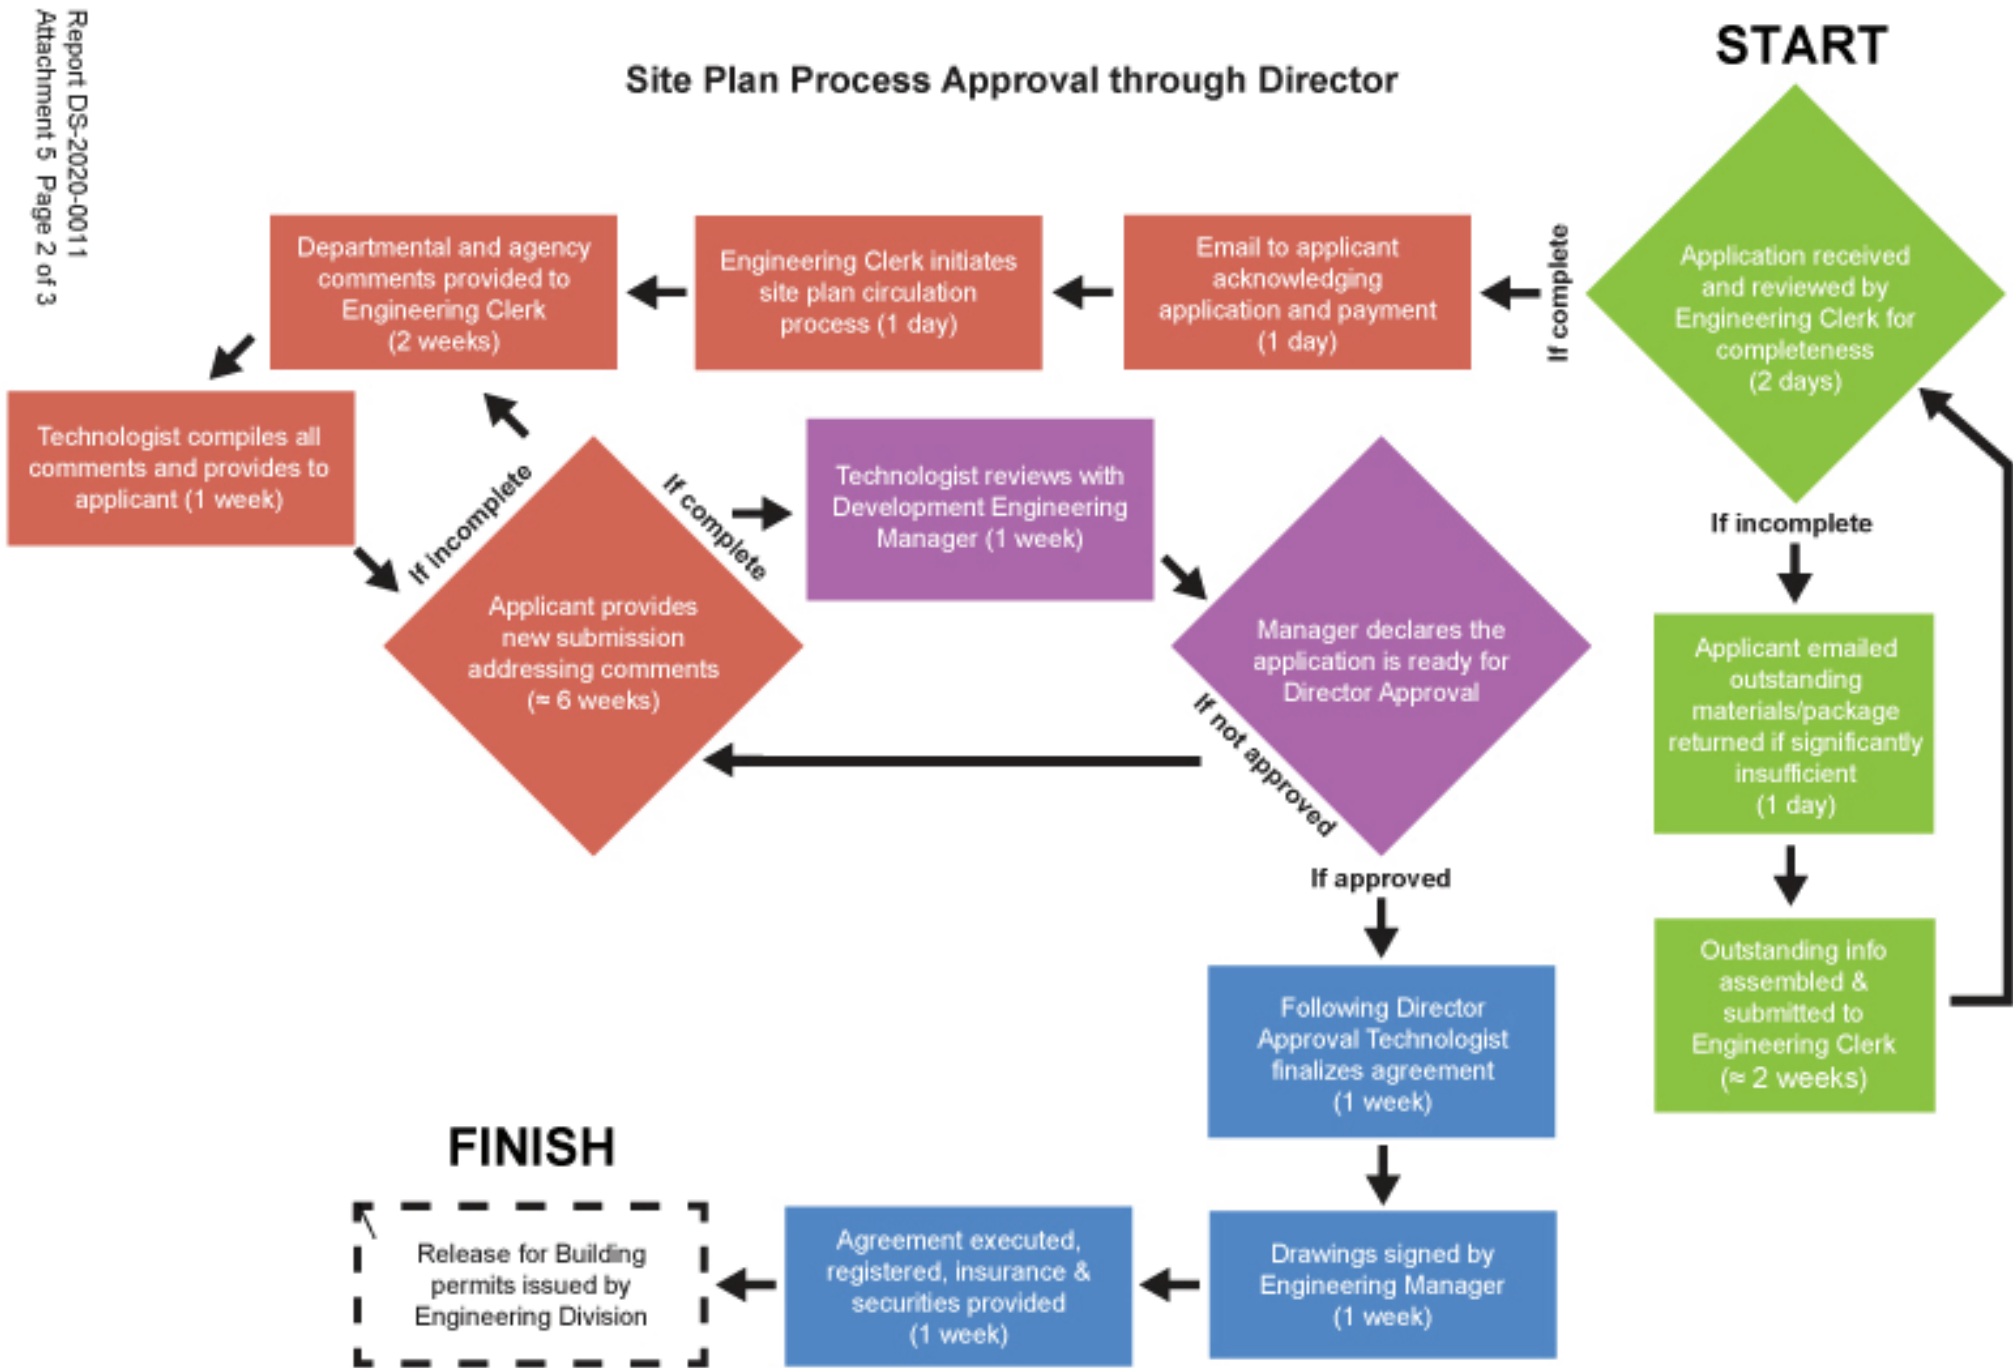 Report DS-2020-0011
Attachment 5 Page 2 of 3
Site Plan Process Approval through Director
START
Application received
and reviewed by
Engineering Clerk for
completeness
(2 days)
If complete
Email to applicant
acknowledging
application and payment
(1 day)
Engineering Clerk initiates
site plan circulation
process (1 day)
Departmental and agency
comments provided to
Engineering Clerk
(2 weeks)
Technologist compiles all
comments and provides to
applicant (1 week)
If incomplete
Applicant provides
new submission
addressing comments
(≈ 6 weeks)
If complete
Technologist reviews with
Development Engineering
Manager (1 week)
Manager declares the
application is ready for
Director Approval
If not approved
If approved
If incomplete
Applicant emailed
outstanding
materials/package
returned if significantly
insufficient
(1 day)
Outstanding info
assembled &
submitted to
Engineering Clerk
(≈ 2 weeks)
Following Director
Approval Technologist
finalizes agreement
(1 week)
Drawings signed by
Engineering Manager
(1 week)
Agreement executed,
registered, insurance &
securities provided
(1 week)
FINISH
Release for Building
permits issued by
Engineering Division